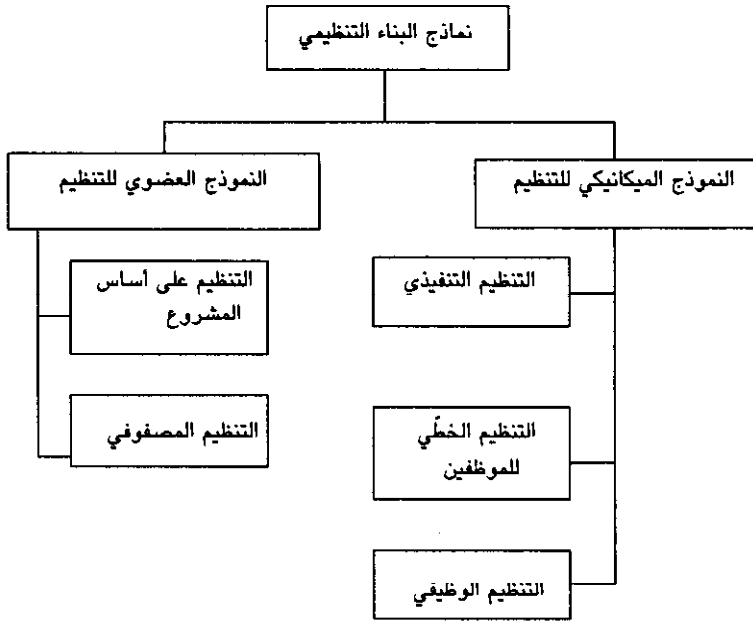 نماذج البناء التنظيمي
النموذج الميكانيكي للتنظيم
النموذج العضوي للتنظيم
التنظيم التنفيذي
التنظيم الخطّي
للموظفين
التنظيم الوظيفي
التنظيم على أساس
المشروع
التنظيم المصفوفي